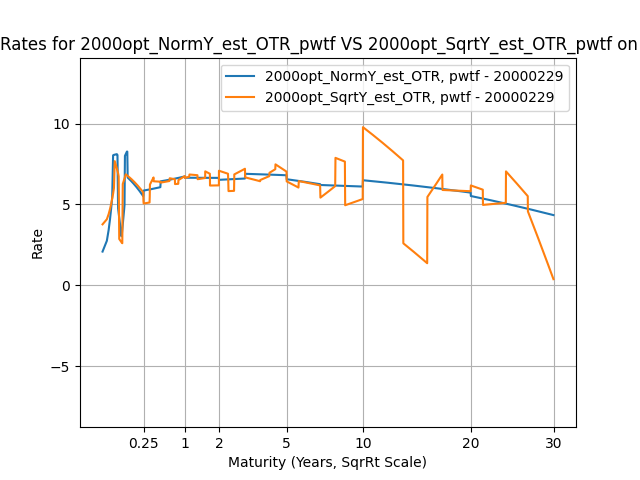 Rates for 2000opt_NormY_est_OTR_pwtf VS 2000opt_SqrtY_est_OTR_pwtf on
2000opt_NormY_est_OTR, pwtf - 20000229
2000opt_SqrtY_est_OTR, pwtf - 20000229
10
5
0
−5
Rate
0.25 1 2 5 10 20 30
Maturity (Years, SqrRt Scale)